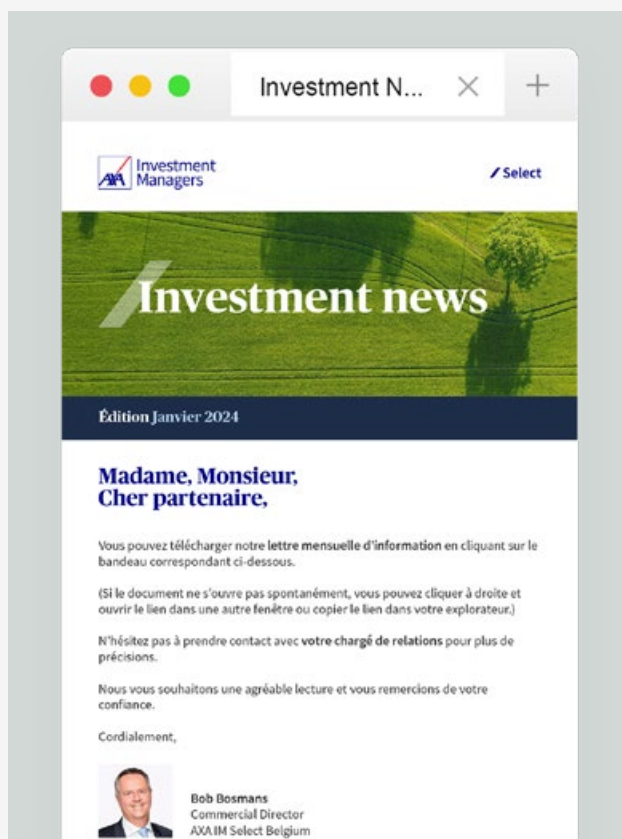 Investment N...
Investment
Managers
AXA
Select
Investment news
Édition Janvier 2024
Madame, Monsieur,
Cher partenaire,
Vous pouvez télécharger notre lettre mensuelle d'information en cliquant sur le
bandeau correspondant ci-dessous.
(Si le document ne s'ouvre pas spontanément, vous pouvez cliquer à droite et
ouvrir le lien dans une autre fenêtre ou copier le lien dans votre explorateur.)
N'hésitez pas à prendre contact avec votre chargé de relations pour plus de
précisions.
Nous vous souhaitons une agréable lecture et vous remercions de votre
confiance.
Cordialement,
Bob Bosmans
Commercial Director
AXA IM Select Belgium